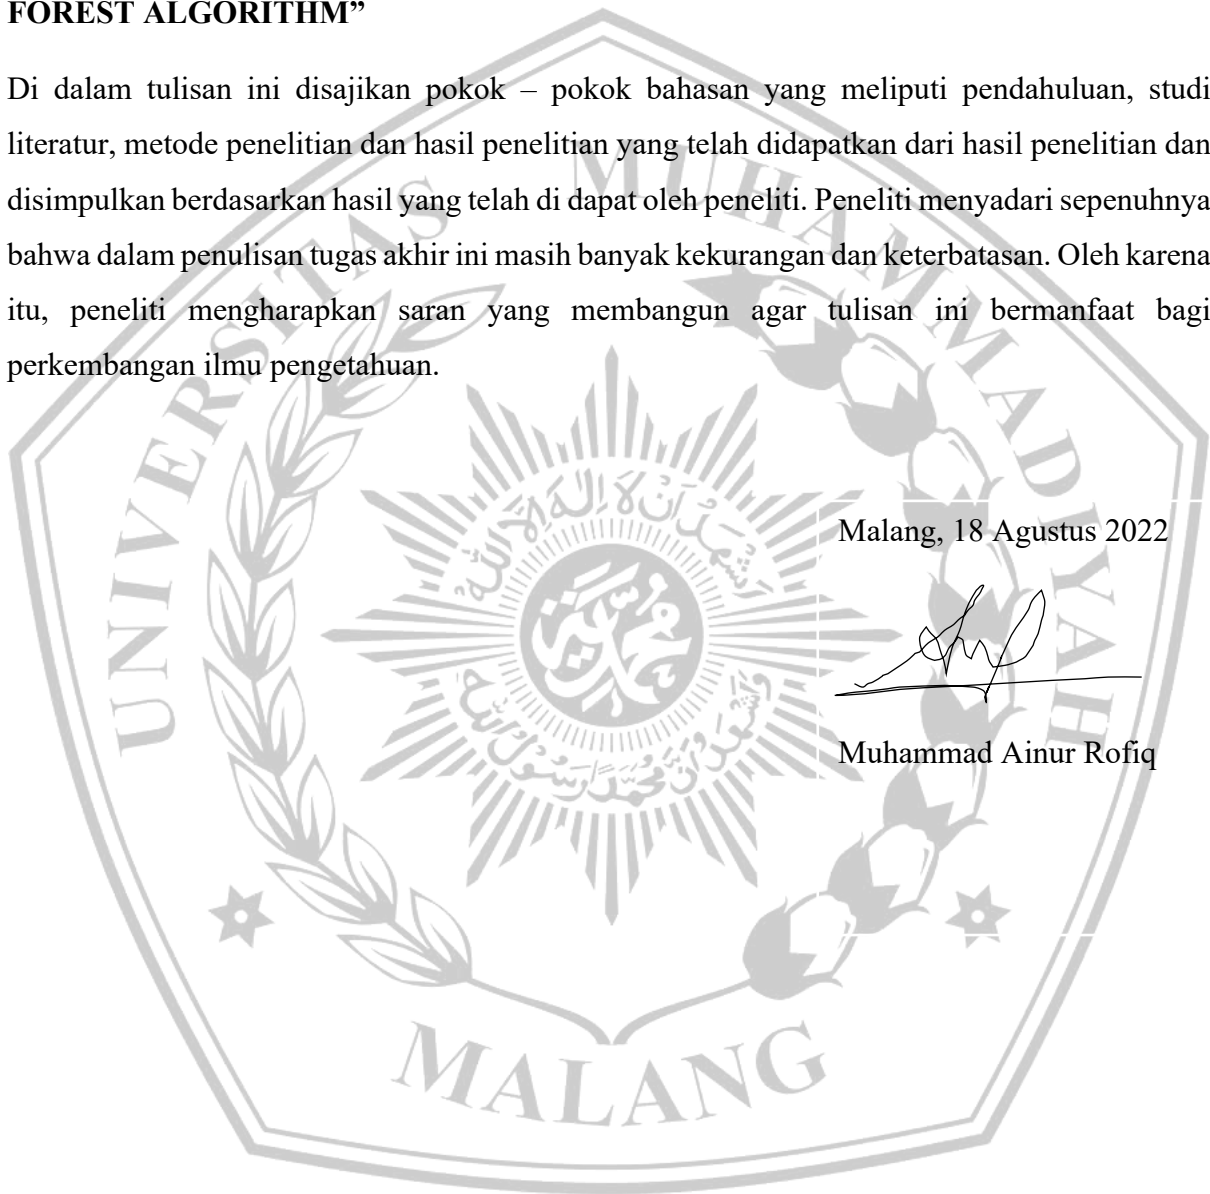 FOREST ALGORITHM”
Di dalam tulisan ini disajikan pokok – pokok bahasan yang meliputi pendahuluan, studi
literatur, metode penelitian dan hasil penelitian yang telah didapatkan dari hasil penelitian dan
disimpulkan berdasarkan hasil yang telah di dapat oleh peneliti. Peneliti menyadari sepenuhnya
bahwa dalam penulisan tugas akhir ini masih banyak kekurangan dan keterbatasan. Oleh karena
itu, peneliti mengharapkan saran yang membangun agar tulisan ini bermanfaat bagi
perkembangan ilmu pengetahuan.
Malang, 18 Agustus 2022
Muhammad Ainur Rofiq
UNIVERSITAS MUHAMMADIYAH
MALANG